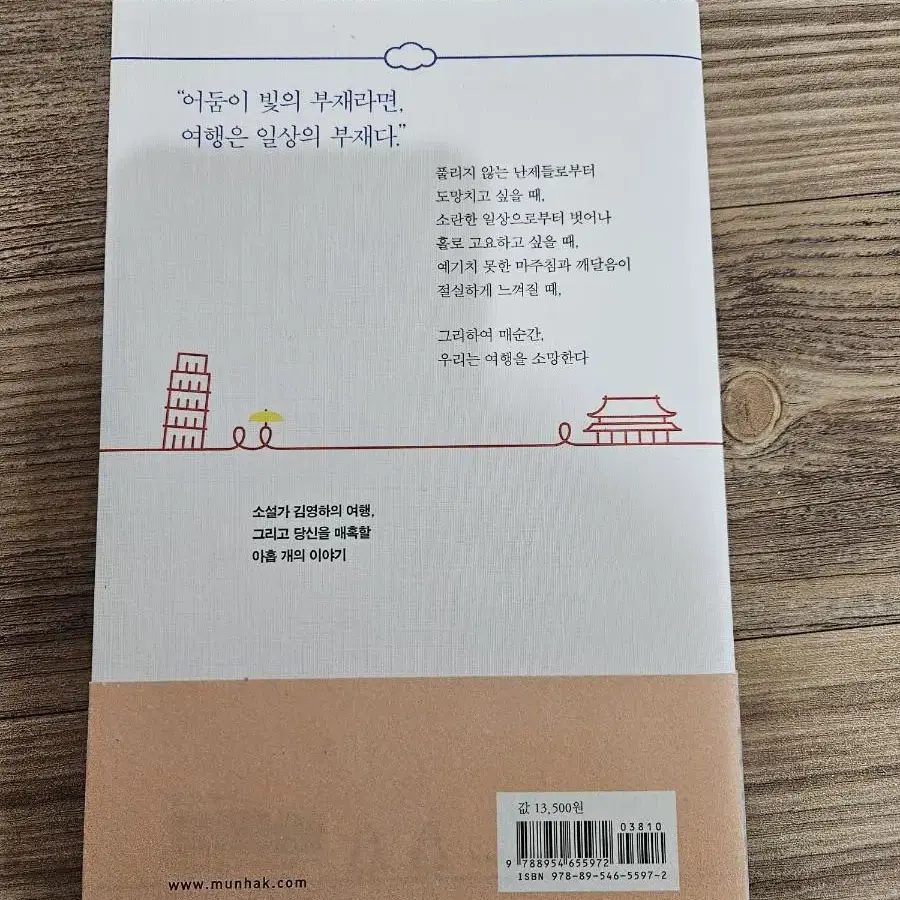 “어둠이 빛의 부재라면,
여행은 일상의 부재다.”
풀리지 않는 난제들로부터
도망치고 싶을 때,
소란한 일상으로부터 벗어나
홀로 고요하고 싶을 때,
예기치 못한 마주침과 깨달음이
절실하게 느껴질 때,
그리하여 매순간,
우리는 여행을 소망한다
소설가 김영하의 여행,
그리고 당신을 매혹할
아홉 개의 이야기
값 13,500원
03810
9 788954 655972
ISBN 978-89-546-5597-2
www.munhak.com